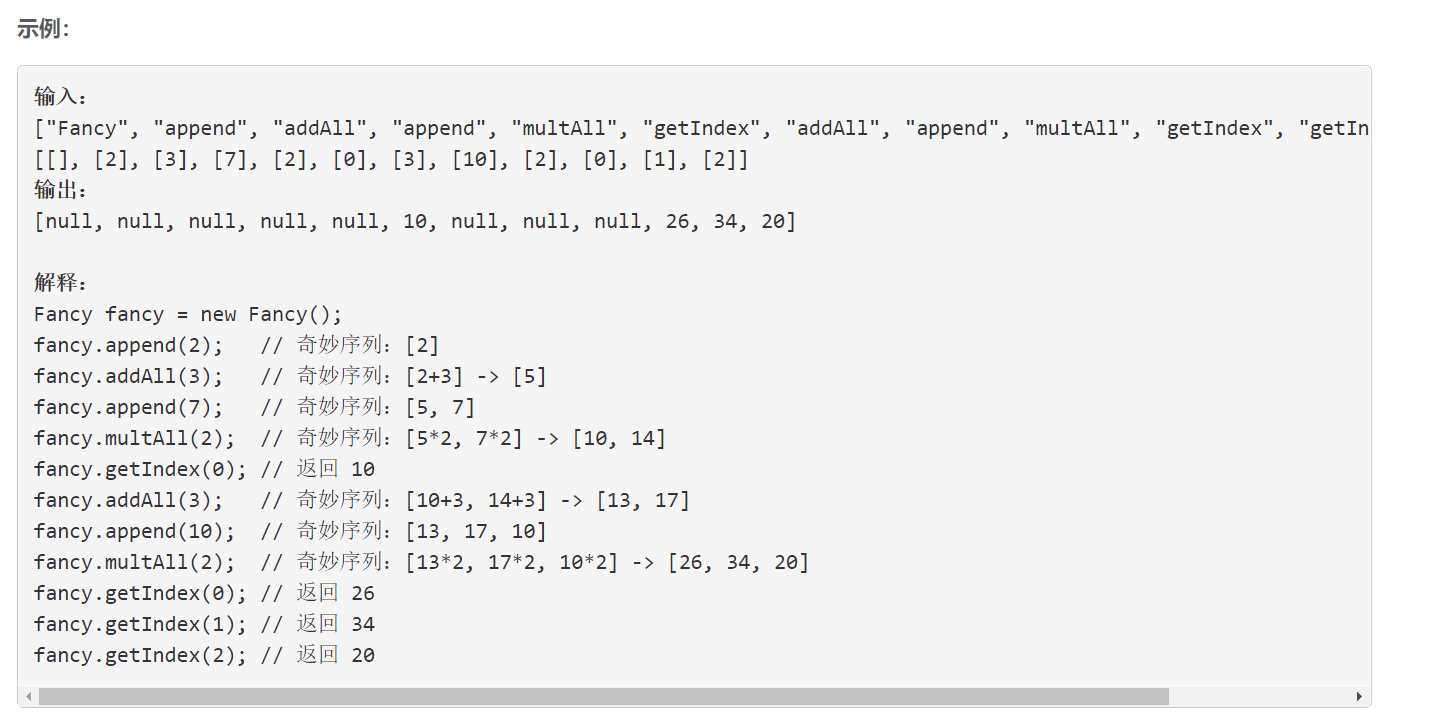 示例：
输入：
["Fancy", "append", "addAll", "append", "multAll", "getIndex", "addAll", "append", "multAll", "getIndex", "getIn
[[], [2], [3], [7], [2], [0], [3], [10], [2], [0], [1], [2]]
输出：
[null, null, null, null, null, 10, null, null, null, 26, 34, 20]
解释：
Fancy fancy = new Fancy();
fancy.append(2);   // 奇妙序列：[2]
fancy.addAll(3);   // 奇妙序列：[2+3] -> [5]
fancy.append(7);   // 奇妙序列：[5, 7]
fancy.multAll(2);  // 奇妙序列：[5*2, 7*2] -> [10, 14]
fancy.getIndex(0); // 返回 10
fancy.addAll(3);   // 奇妙序列：[10+3, 14+3] -> [13, 17]
fancy.append(10);  // 奇妙序列：[13, 17, 10]
fancy.multAll(2);  // 奇妙序列：[13*2, 17*2, 10*2] -> [26, 34, 20]
fancy.getIndex(0); // 返回 26
fancy.getIndex(1); // 返回 34
fancy.getIndex(2); // 返回 20